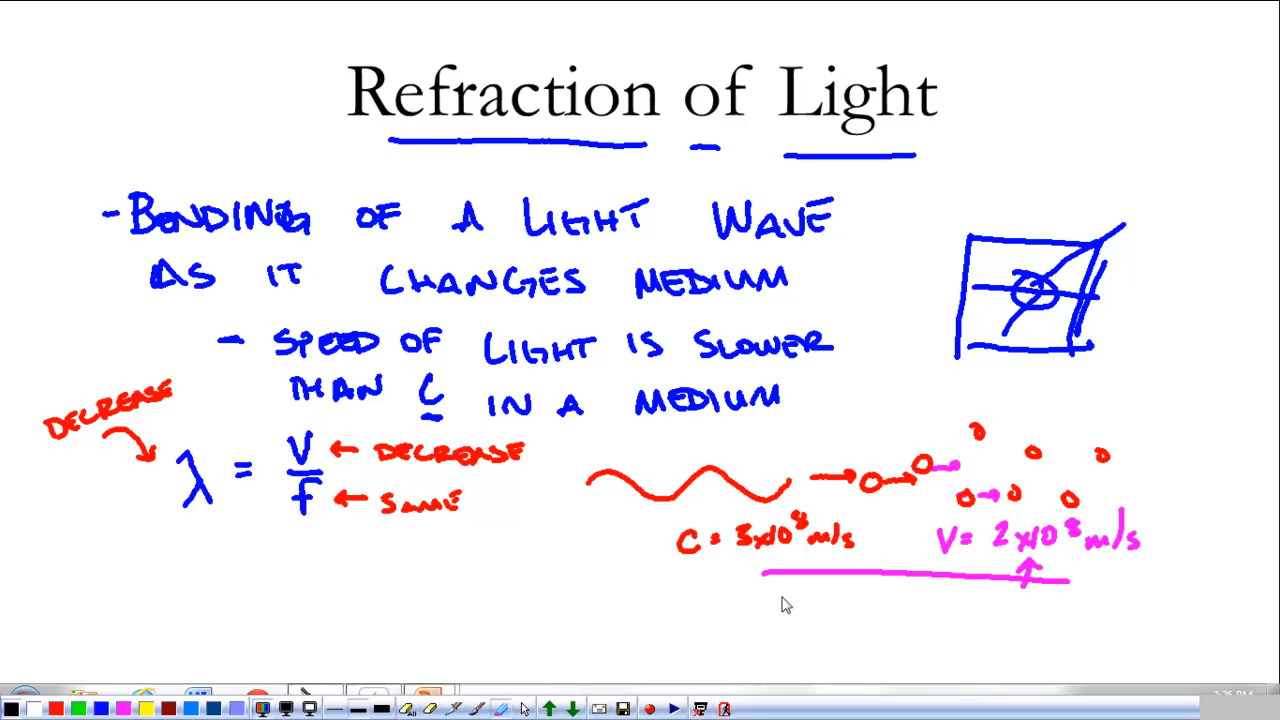 Refraction of Light
- BENDING OF A LIGHT WAVE
AS IT CHANGES MEDIUM
- SPEED OF LIGHT IS SLOWER
THAN C IN A MEDIUM
DECREASE
λ = V ← DECREASE
f ← SAME
C = 3x10⁸ m/s
V = 2x10⁸ m/s